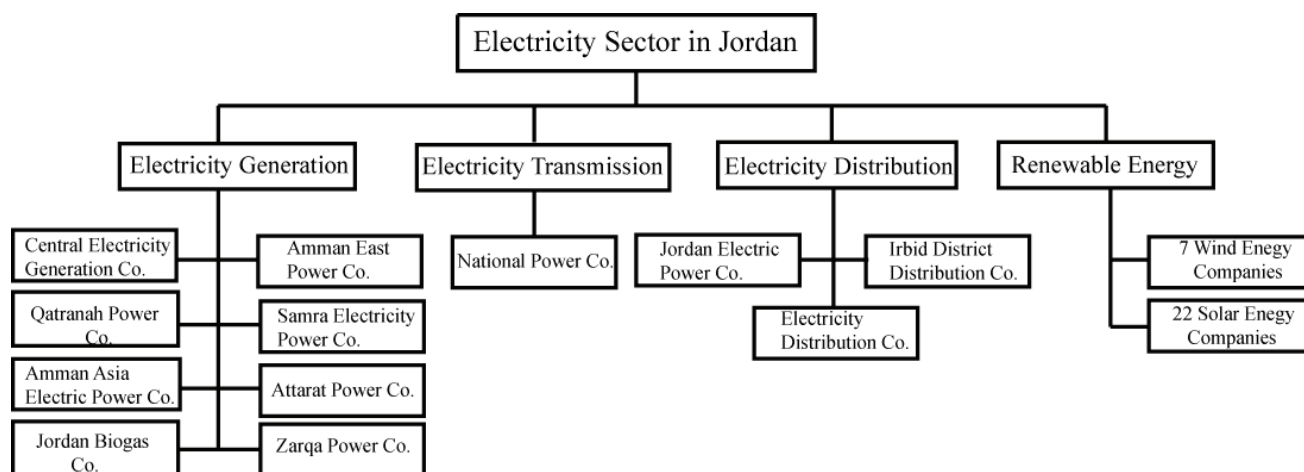 Electricity Sector in Jordan
Electricity Generation
Electricity Transmission
Electricity Distribution
Renewable Energy
Central Electricity
Generation Co.
Amman East
Power Co.
Qatranah Power
Co.
Samra Electricity
Power Co.
Amman Asia
Electric Power Co.
Attarat Power Co.
Jordan Biogas
Co.
Zarqa Power Co.
National Power Co.
Jordan Electric
Power Co.
Irbid District
Distribution Co.
Electricity
Distribution Co.
7 Wind Enegy
Companies
22 Solar Enegy
Companies